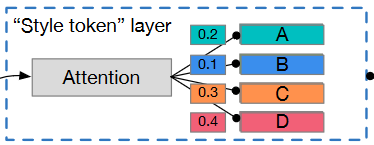 “Style token” layer
0.2 A
Attention 0.1 B
0.3 C
0.4 D